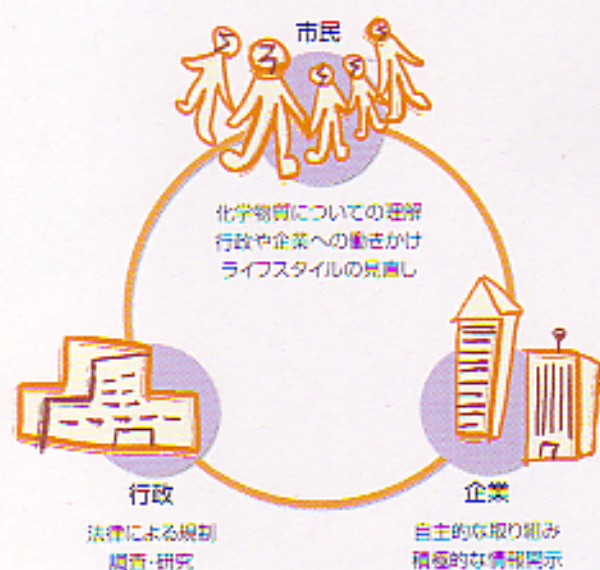 市民
化学物質についての理解
行政や企業への働きかけ
ライフスタイルの見直し
行政
法律による規制
調査・研究
企業
自主的な取り組み
積極的な情報開示